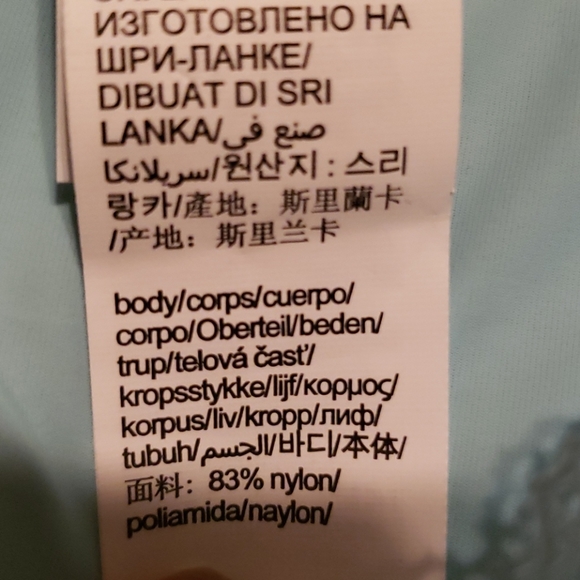 ИЗГОТОВЛЕНО НА
ШРИ-ЛАНКЕ/
DIBUAT DI SRI
LANKA/صنع في
سريلانكا/원산지 : 스리
랑카/產地：斯里蘭卡
/产地：斯里兰卡
body/corps/cuerpo/
corpo/Oberteil/beden/
trup/telová časť/
kropsstykke/lijf/κορμος/
korpus/liv/kropp/лиф/
tubuh/الجسم/바디/本体/
面料：83% nylon/
poliamida/naylon/